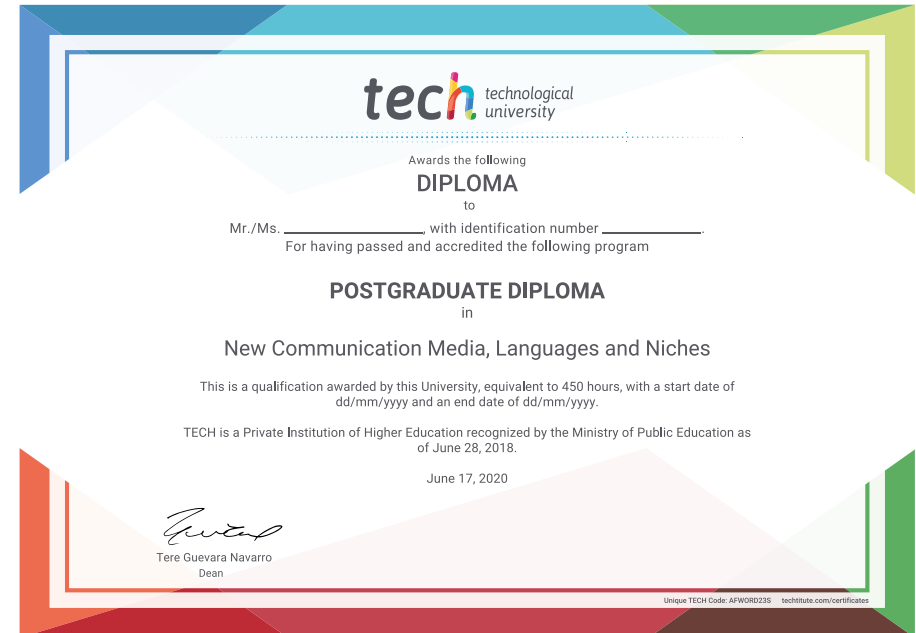 tech technological
university
Awards the following
DIPLOMA
to
Mr./Ms. ____________________, with identification number ______________.
For having passed and accredited the following program
POSTGRADUATE DIPLOMA
in
New Communication Media, Languages and Niches
This is a qualification awarded by this University, equivalent to 450 hours, with a start date of
dd/mm/yyyy and an end date of dd/mm/yyyy.
TECH is a Private Institution of Higher Education recognized by the Ministry of Public Education as
of June 28, 2018.
June 17, 2020
Tere Guevara Navarro
Dean
Unique TECH Code: AFWORD23S techtitute.com/certificates